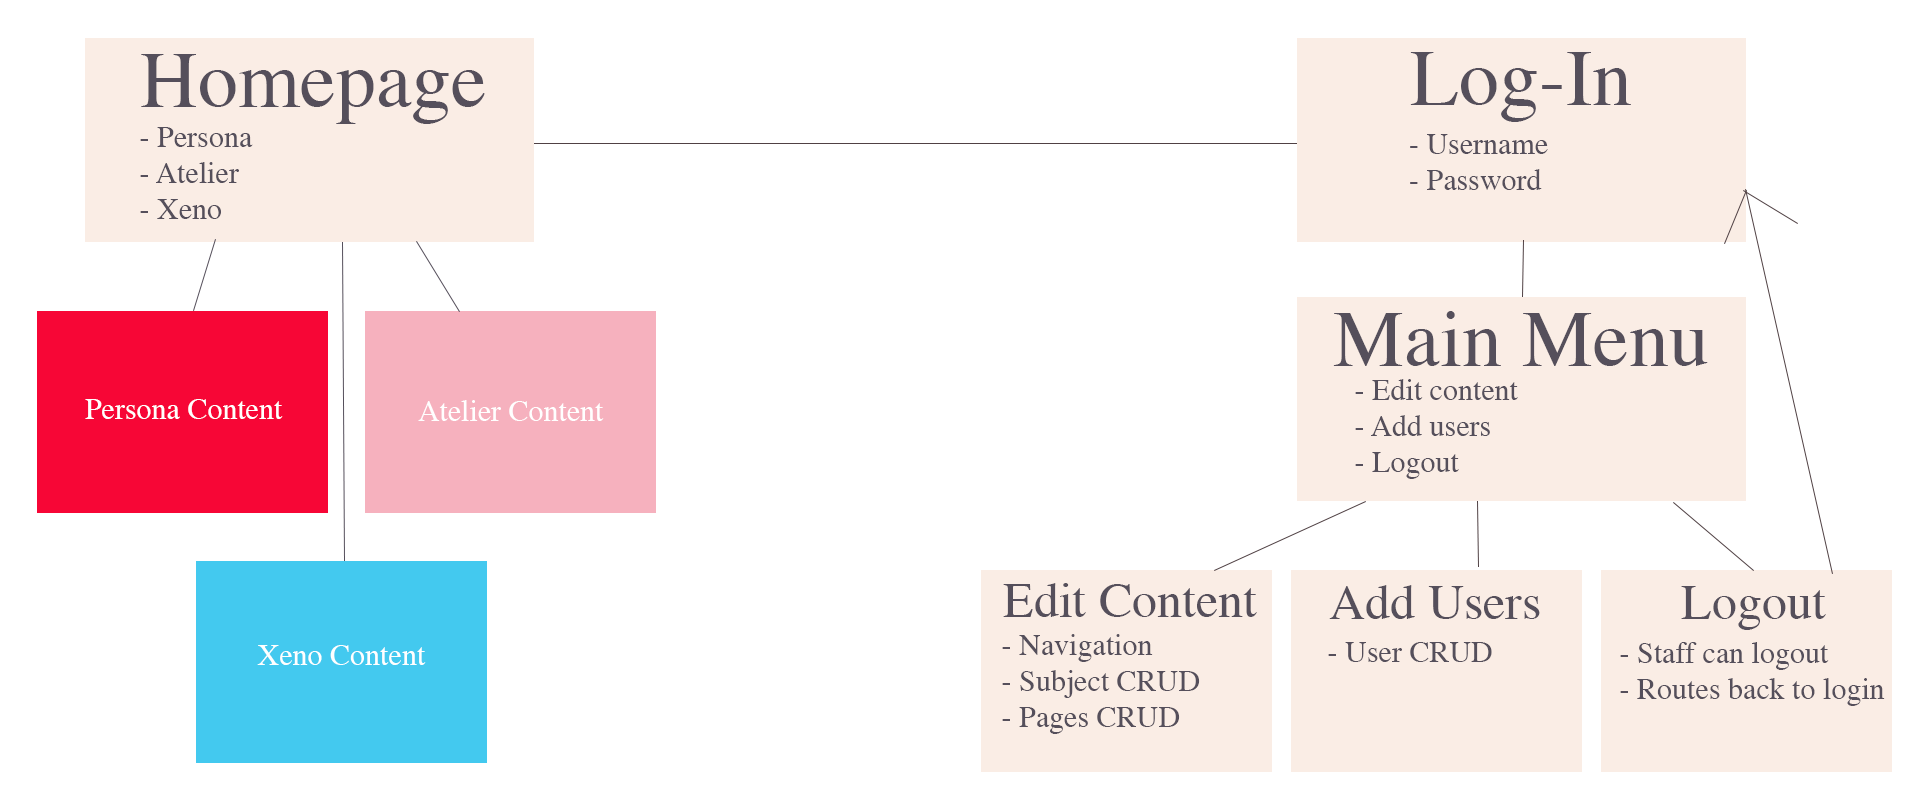 Homepage
- Persona
- Atelier
- Xeno
Log-In
- Username
- Password
Persona Content
Atelier Content
Xeno Content
Main Menu
- Edit content
- Add users
- Logout
Edit Content
- Navigation
- Subject CRUD
- Pages CRUD
Add Users
- User CRUD
Logout
- Staff can logout
- Routes back to login